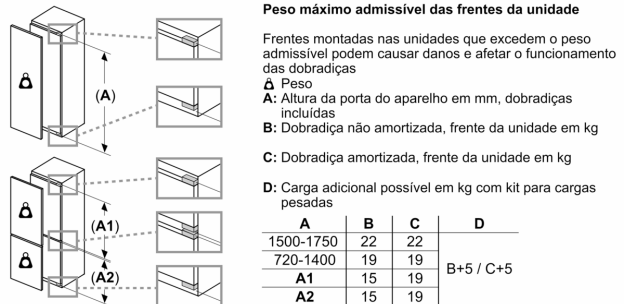 Peso máximo admissível das frentes da unidade
Frentes montadas nas unidades que excedem o peso
admissível podem causar danos e afetar o funcionamento
das dobradiças
Peso
A: Altura da porta do aparelho em mm, dobradiças
incluídas
B: Dobradiça não amortizada, frente da unidade em kg
C: Dobradiça amortizada, frente da unidade em kg
D: Carga adicional possível em kg com kit para cargas
pesadas
A B C D
1500-1750 22 22
720-1400 19 19
B+5 / C+5
A1 15 19
A2 15 19
(A)
(A1)
(A2)